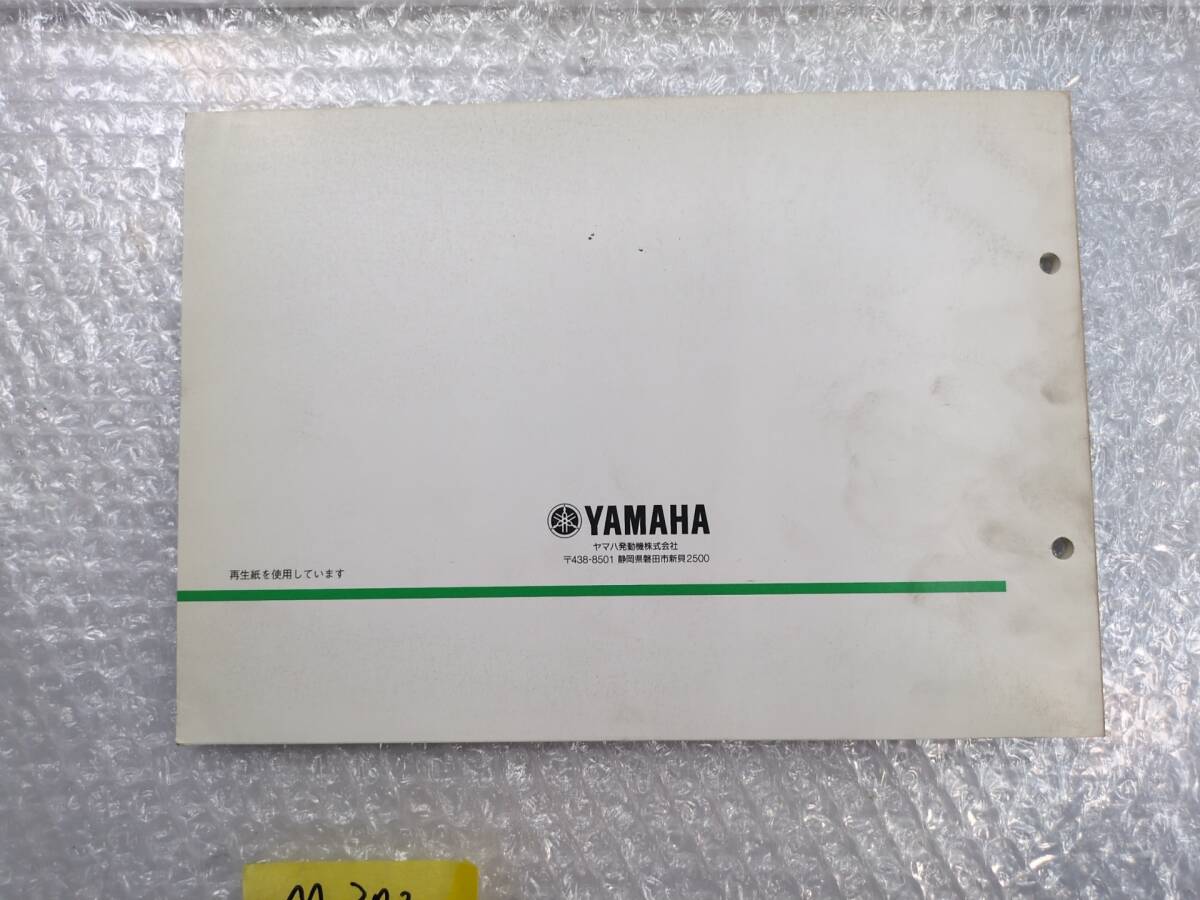 YAMAHA
ヤマハ発動機株式会社
〒438-8501 静岡県磐田市新貝2500
再生紙を使用しています